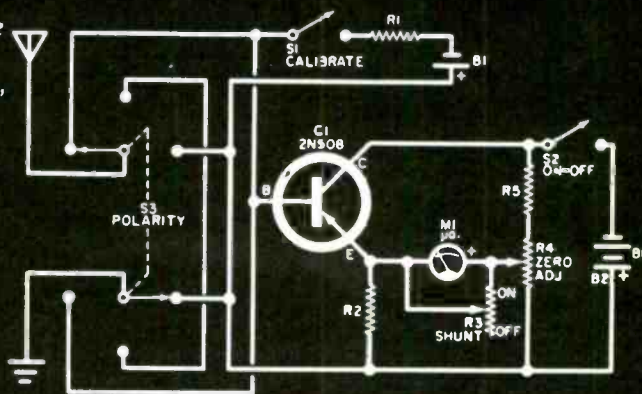 S1
CALIBRATE
R1
B1
+
C1
2N508
B
C
E
S2
ON-OFF
S3
POLARITY
M1
μa.
+
R5
R4
ZERO
ADJ
R2
ON
R3
OFF
SHUNT
B2
+